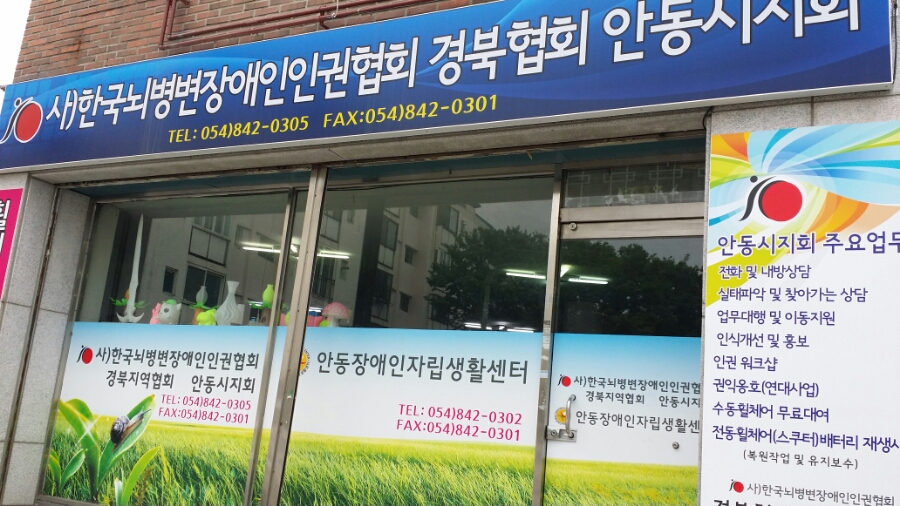 사)한국뇌병변장애인인권협회 경북협회 안동시지회
TEL: 054)842-0305 FAX:054)842-0301
사)한국뇌병변장애인인권협회
경북지역협회 안동시지회
TEL: 054)842-0305
FAX:054)842-0301
안동장애인자립생활센터
TEL: 054)842-0302
FAX:054)842-0301
사)한국뇌병변장애인인권협
경북지역협회 안동시지
안동장애인자립생활센
안동시지회 주요업무
전화 및 내방상담
실태파악 및 찾아가는 상담
업무대행 및 이동지원
인식개선 및 홍보
인권 워크샵
권익옹호(연대사업)
수동휠체어 무료대여
전동휠체어(스쿠터)배터리 재생
(복원작업 및 유지보수)
사)한국뇌병변장애인인권협회